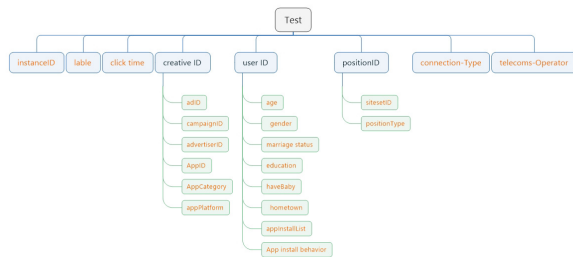 Test
instanceID
lable
click time
creative ID
user ID
positionID
connection-Type
telecoms-Operator
adID
campaignID
advertiserID
AppID
AppCategory
appPlatform
age
gender
marriage status
education
haveBaby
hometown
appInstallList
App install behavior
sitesetID
positionType